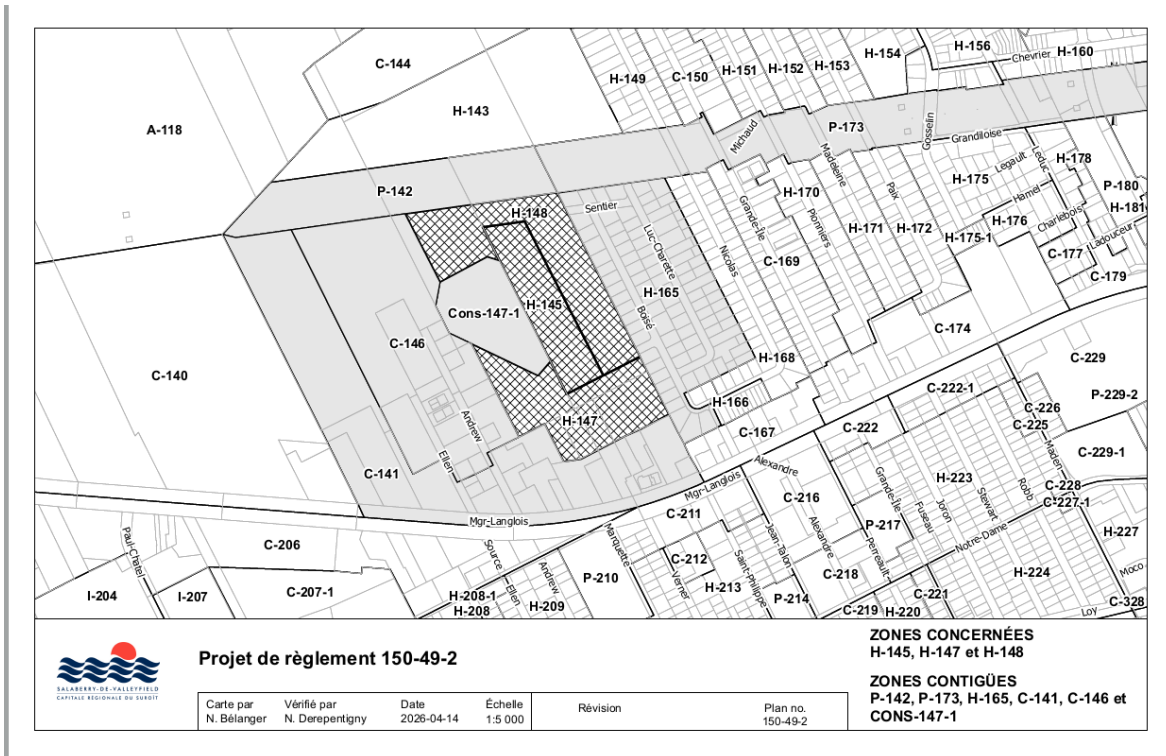 C-144
H-149
C-150
H-151
H-152
H-153
H-154
H-156
Chevrier
H-160
A-118
H-143
Michaud
P-173
Gosselin
Grandiloise
P-142
Madeleine
Legault
Leduc
H-178
H-175
Paix
H-170
Hamel
P-180
H-148
Sentier
Grande-Île
Pionniers
H-181
H-176
Charlebois
H-171
H-172
H-175-1
Ladouceur
Luc-Charette
Nicolas
C-169
C-177
C-179
H-165
H-145
Cons-147-1
Boisé
C-174
C-146
C-140
H-168
C-229
C-222-1
P-229-2
H-166
C-226
C-225
Andrew
H-147
C-167
C-222
Maden
C-229-1
Ellen
C-141
Alexandre
Mgr-Langlois
Grande-Île
H-223
Robb
C-228
C-227-1
C-216
Stewart
Joron
Fuseau
Mgr-Langlois
C-211
P-217
H-227
Paul-Chatel
C-206
Source
Marquette
Jean-Talon
Alexandre
Perreault
Notre-Dame
C-212
Saint-Philippe
Andrew
P-210
Verner
H-213
C-218
H-224
Moco
I-204
I-207
C-207-1
H-208-1
Ellen
H-208
H-209
P-214
C-219
H-220
C-221
Loy
C-328
SALABERRY-DE-VALLEYFIELD
CAPITALE RÉGIONALE DU SUROÎT
Projet de règlement 150-49-2
Carte par
N. Bélanger
Vérifié par
N. Derepentigny
Date
2026-04-14
Échelle
1:5 000
Révision
Plan no.
150-49-2
ZONES CONCERNÉES
H-145, H-147 et H-148
ZONES CONTIGÜES
P-142, P-173, H-165, C-141, C-146 et
CONS-147-1